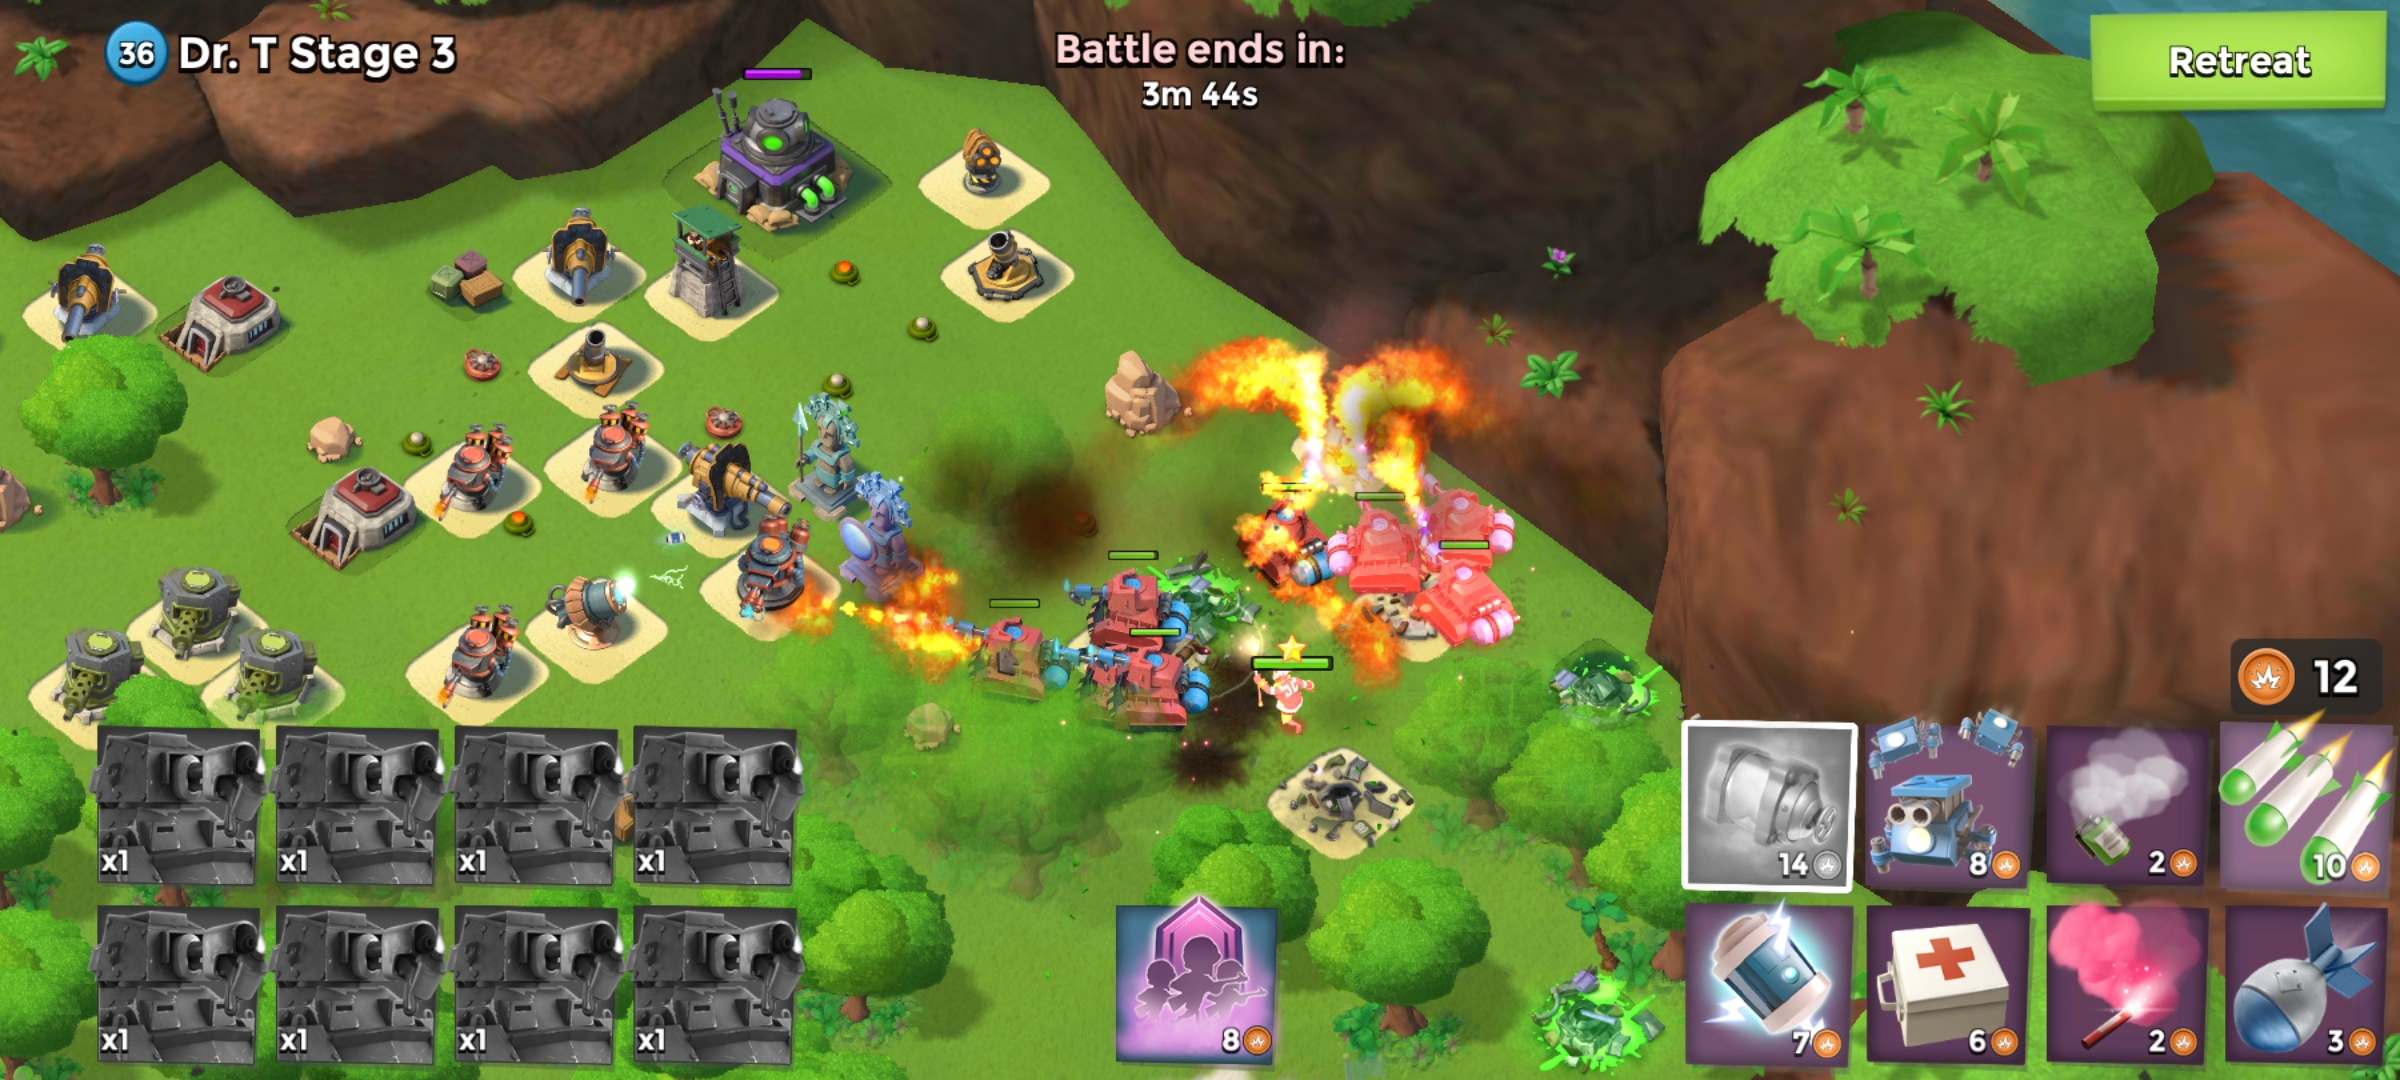 36 Dr. T Stage 3
Battle ends in:
3m 44s
Retreat
12
x1 x1 x1 x1
14 8 2 10
x1 x1 x1 x1
8
7 6 2 3